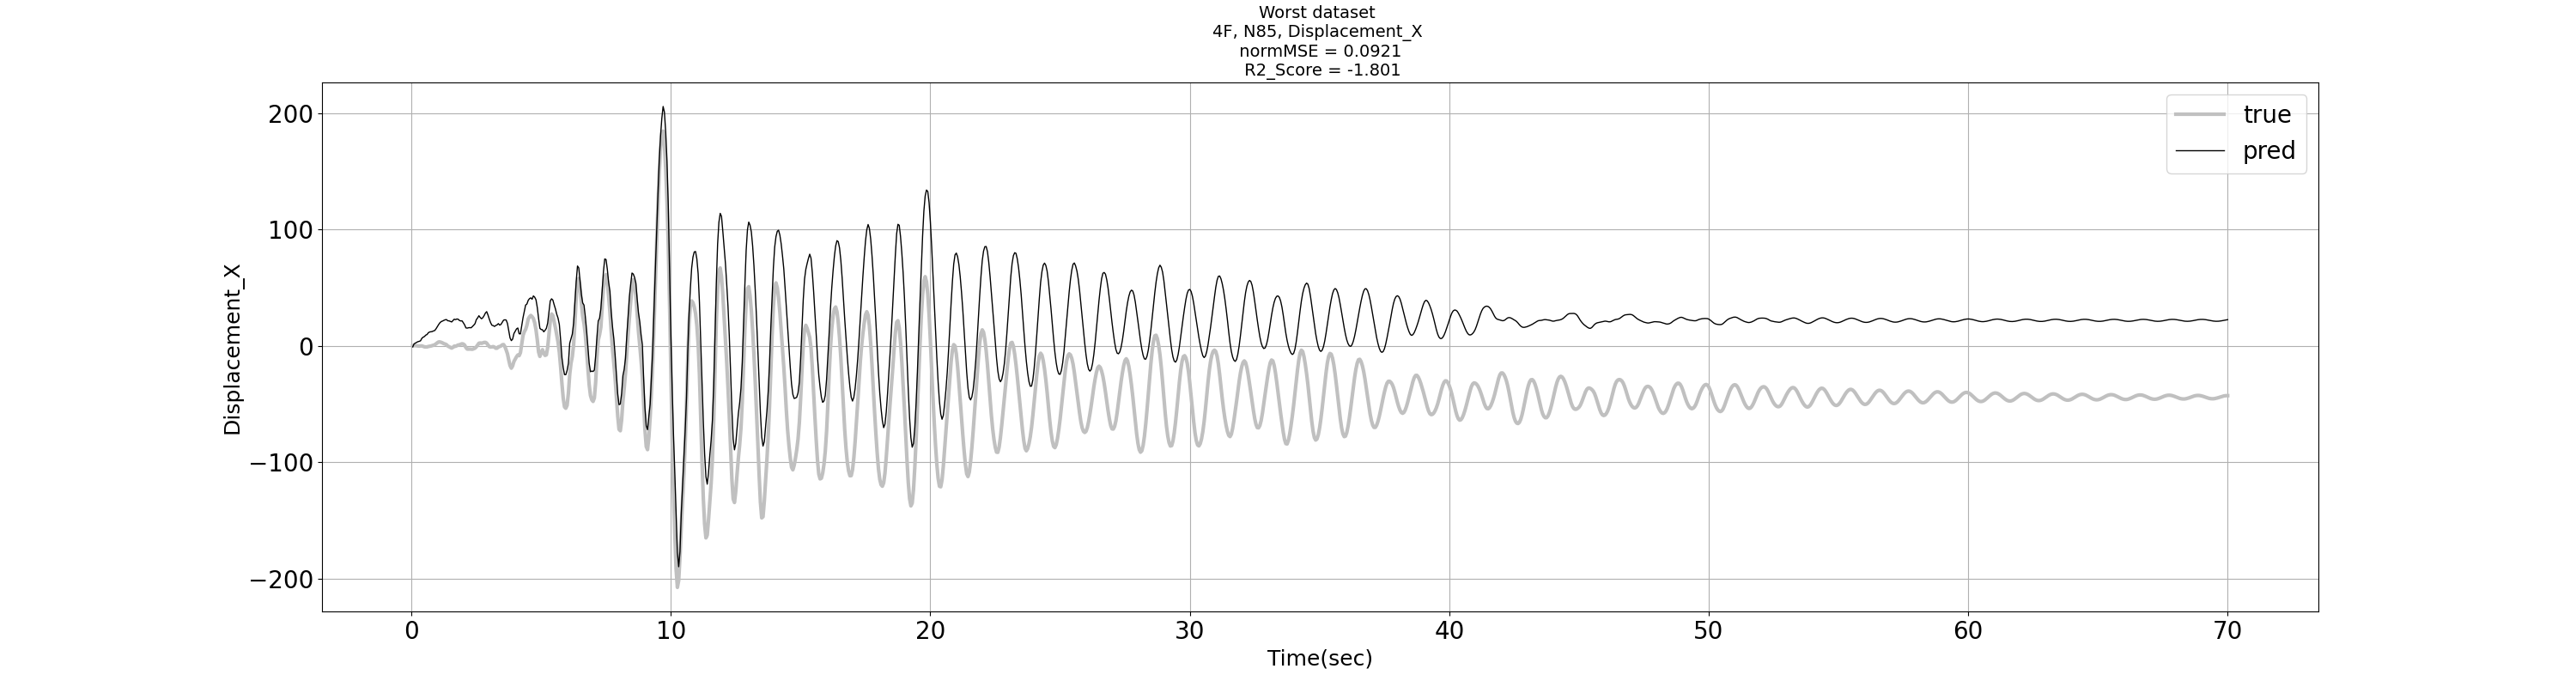 Worst dataset
4F, N85, Displacement_X
normMSE = 0.0921
R2_Score = -1.801
200
100
0
−100
−200
Displacement_X
true
pred
0 10 20 30 40 50 60 70
Time(sec)